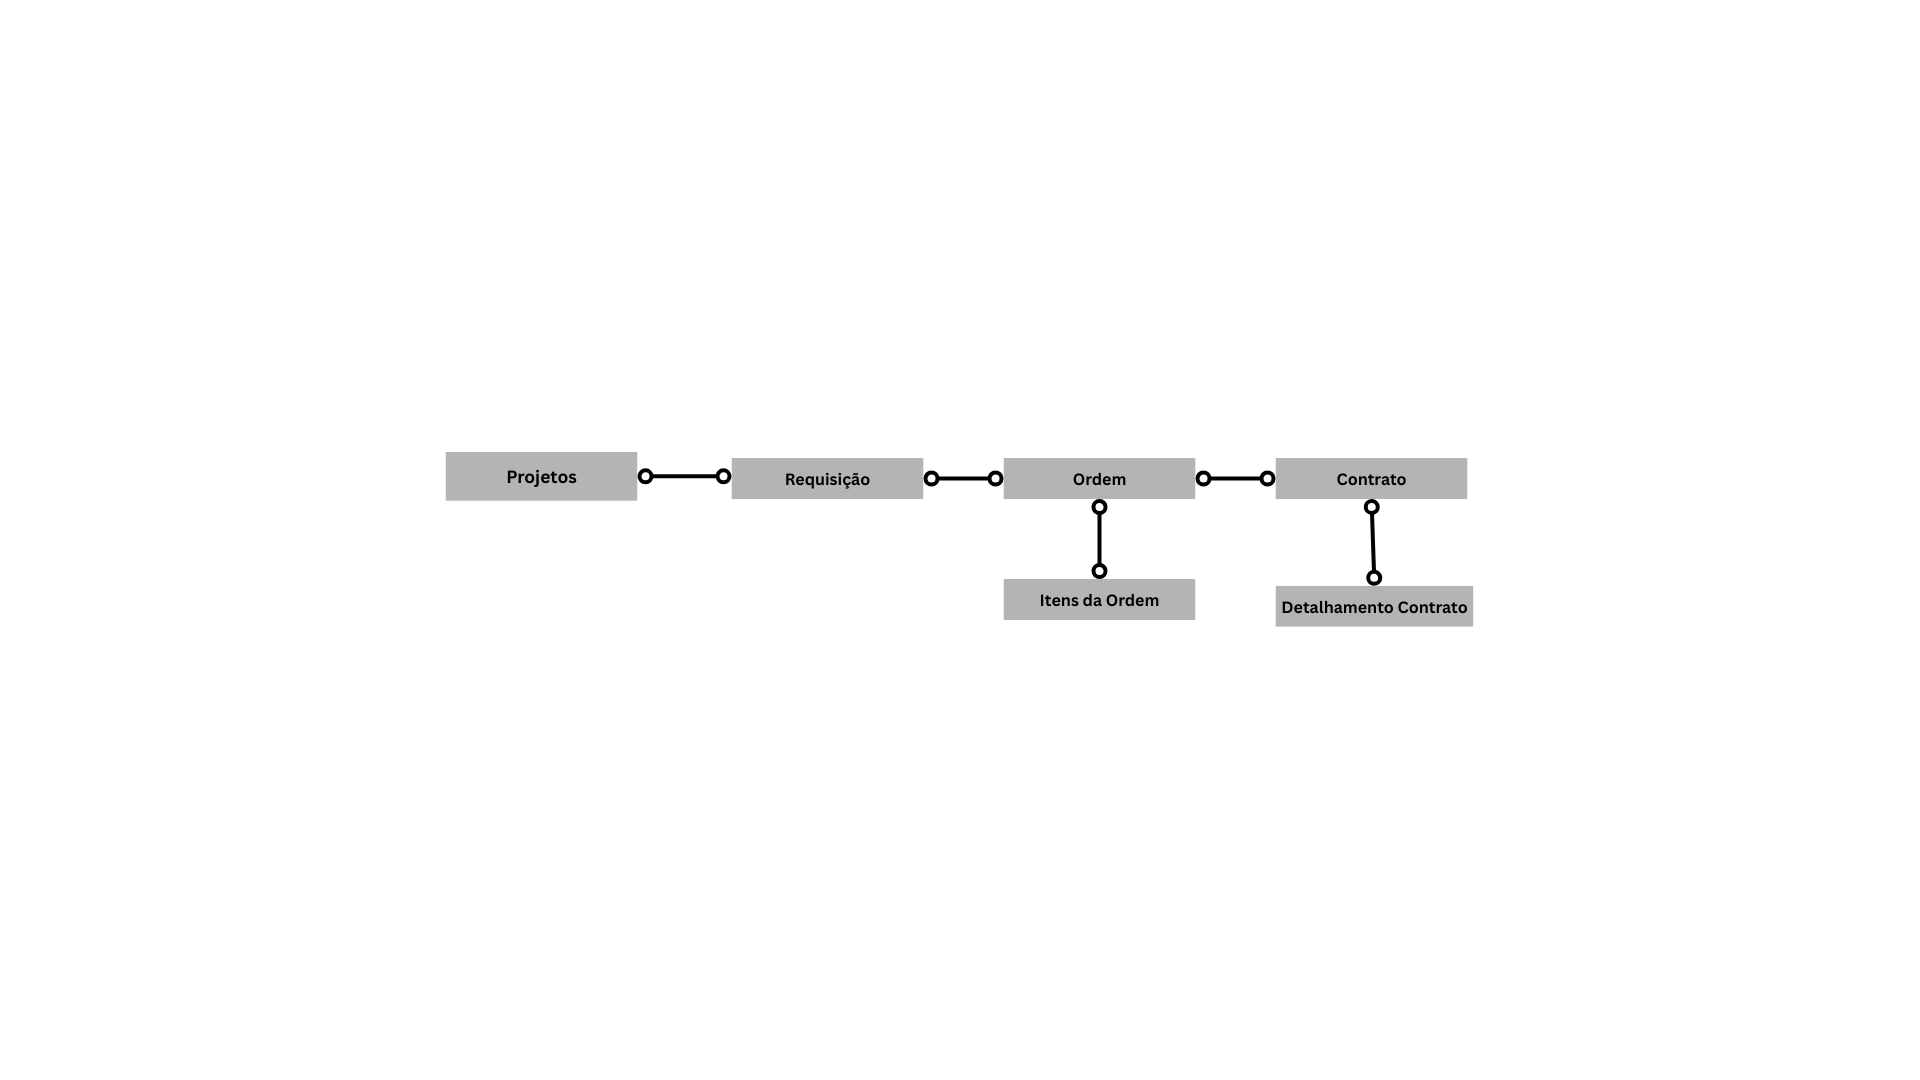 Projetos
Requisição
Ordem
Contrato
Itens da Ordem
Detalhamento Contrato